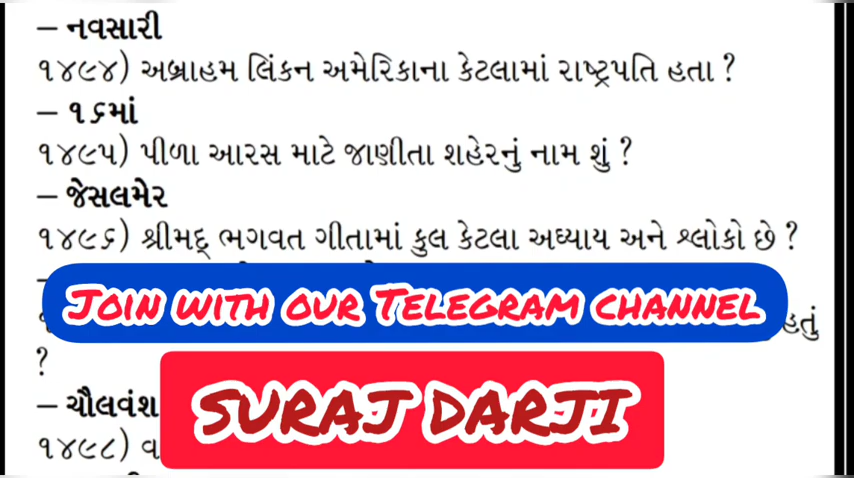 – નવસારી
૧૪૯૪) અબ્રાહમ લિંકન અમેરિકાના કેટલામાં રાષ્ટ્રપતિ હતા ?
– ૧૬માં
૧૪૯૫) પીળા આરસ માટે જાણીતા શહેરનું નામ શું ?
– જેસલમેર
૧૪૯૬) શ્રીમદ્ ભગવત ગીતામાં કુલ કેટલા અધ્યાય અને શ્લોકો છે ?
JOIN WITH OUR TELEGRAM CHANNEL
હતું
?
SURAJ DARJI
– ચૌલવંશ
૧૪૯૮) વ